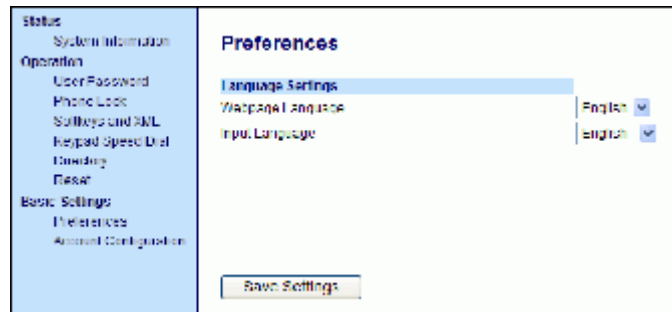 Status
System Information
Operation
User Password
Phone Lock
Softkeys and XML
Keypad Speed Dial
Directory
Reset
Basic Settings
Preferences
Account Configuration
Preferences
Language Settings
Webpage Language
English
Input Language
English
Save Settings